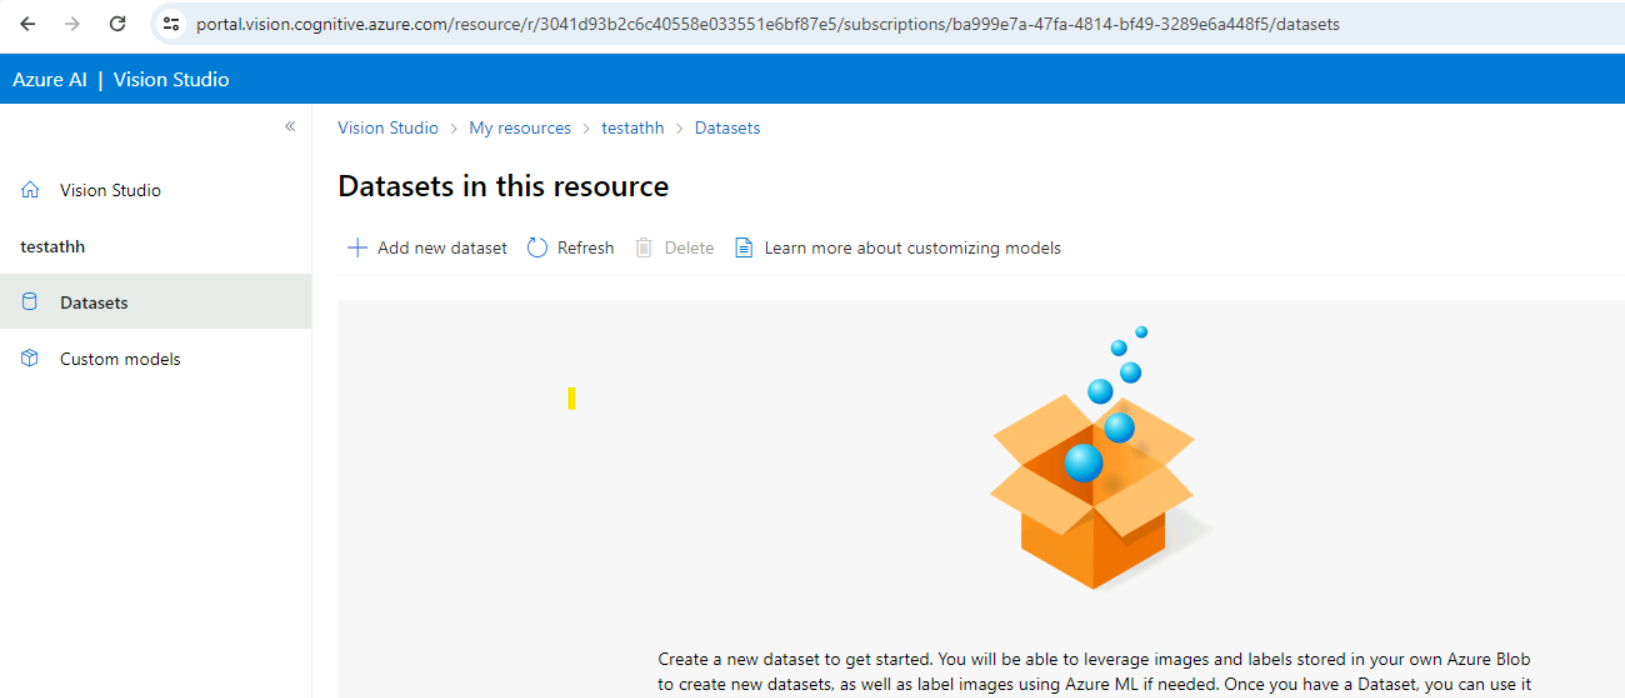 portal.vision.cognitive.azure.com/resource/r/3041d93b2c6c40558e033551e6bf87e5/subscriptions/ba999e7a-47fa-4814-bf49-3289e6a448f5/datasets
Azure AI | Vision Studio
Vision Studio > My resources > testathh > Datasets
Vision Studio
testathh
Datasets
Custom models
Datasets in this resource
Add new dataset Refresh Delete Learn more about customizing models
Create a new dataset to get started. You will be able to leverage images and labels stored in your own Azure Blob
to create new datasets, as well as label images using Azure ML if needed. Once you have a Dataset, you can use it